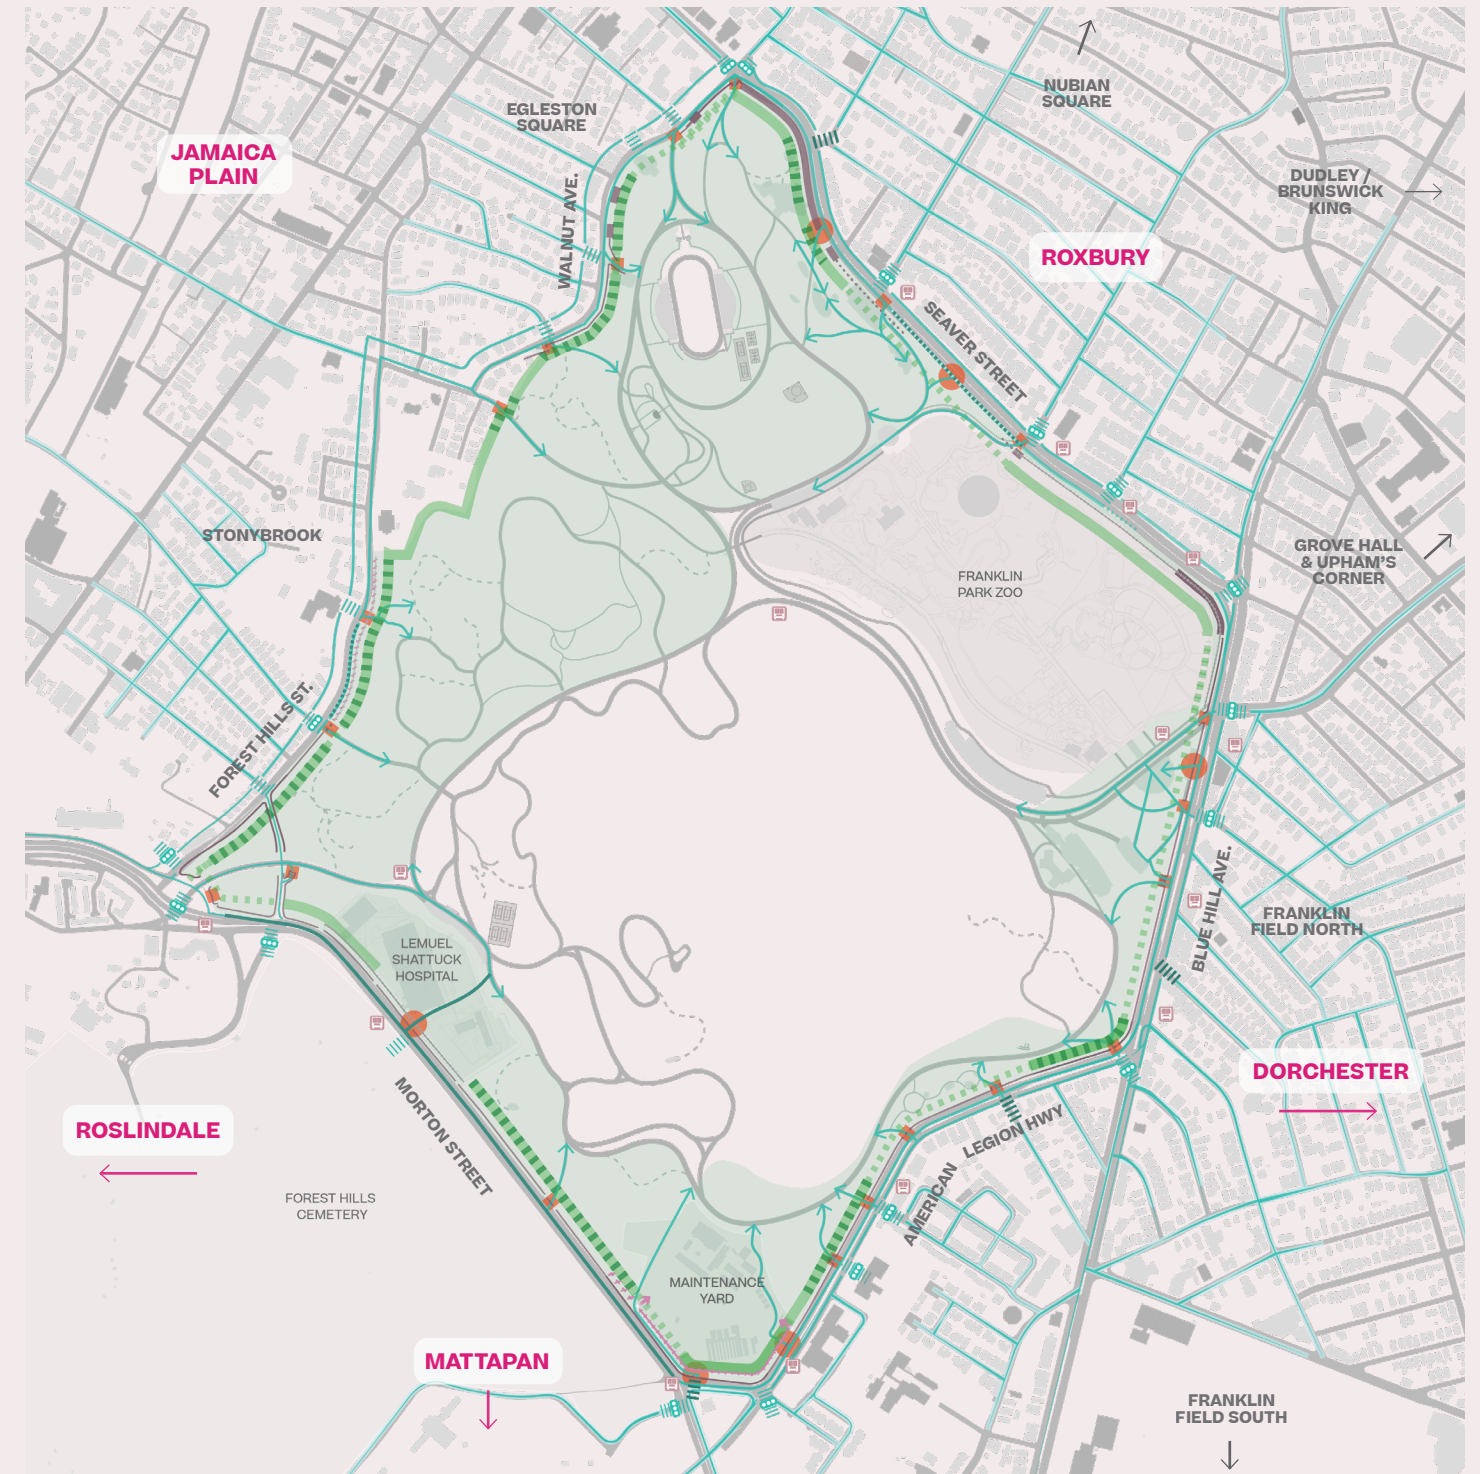 NUBIAN
SQUARE
EGLESTON
SQUARE
JAMAICA
PLAIN
DUDLEY /
BRUNSWICK
KING
WALNUT AVE.
ROXBURY
SEAVER STREET
STONYBROOK
GROVE HALL
& UPHAM'S
CORNER
FRANKLIN
PARK ZOO
FOREST HILLS ST.
BLUE HILL AVE.
FRANKLIN
FIELD NORTH
LEMUEL
SHATTUCK
HOSPITAL
DORCHESTER
MORTON STREET
ROSLINDALE
AMERICAN LEGION HWY
FOREST HILLS
CEMETERY
MAINTENANCE
YARD
MATTAPAN
FRANKLIN
FIELD SOUTH